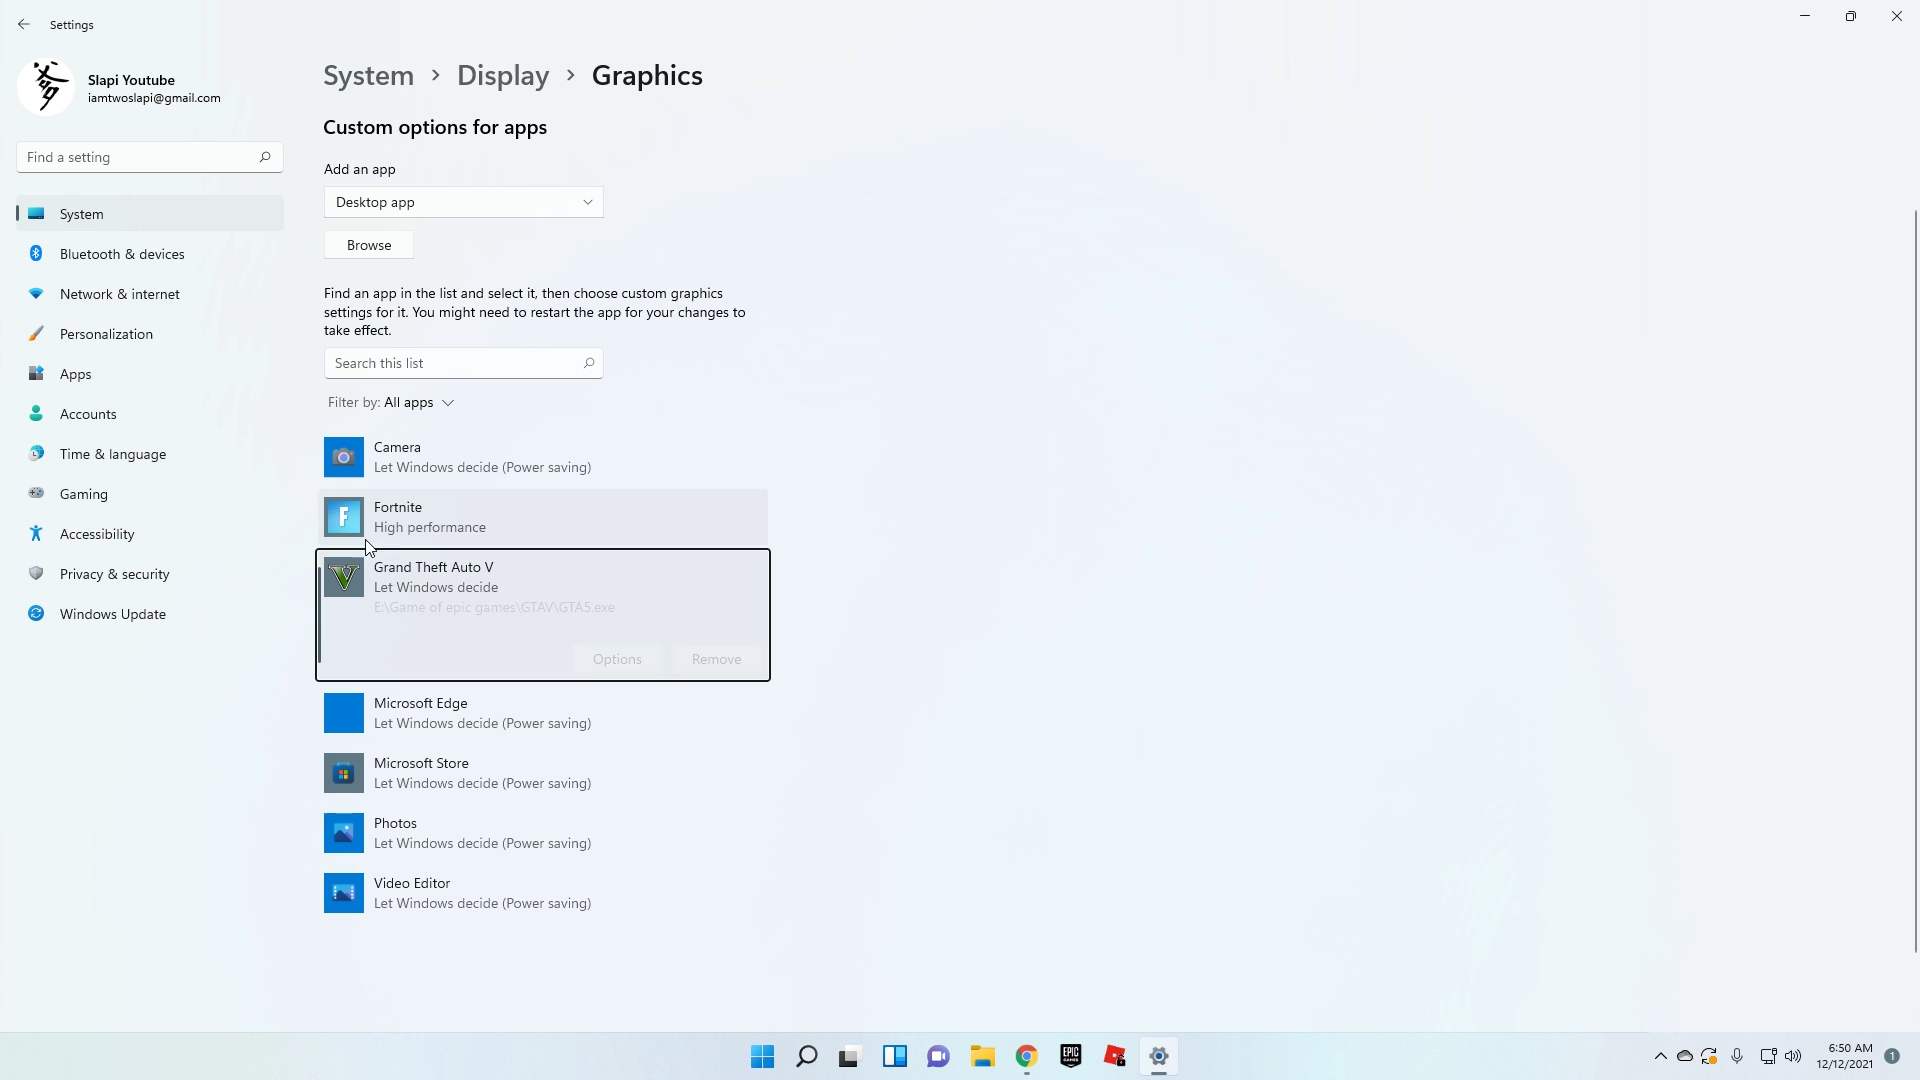 Settings
Slapi Youtube
iamtwoslapi@gmail.com
Find a setting
System
Bluetooth & devices
Network & internet
Personalization
Apps
Accounts
Time & language
Gaming
Accessibility
Privacy & security
Windows Update
System > Display > Graphics
Custom options for apps
Add an app
Desktop app
Browse
Find an app in the list and select it, then choose custom graphics
settings for it. You might need to restart the app for your changes to
take effect.
Search this list
Filter by: All apps
Camera
Let Windows decide (Power saving)
F
Fortnite
High performance
V
Grand Theft Auto V
Let Windows decide
E:\Game of epic games\GTAV\GTA5.exe
Options Remove
Microsoft Edge
Let Windows decide (Power saving)
Microsoft Store
Let Windows decide (Power saving)
Photos
Let Windows decide (Power saving)
Video Editor
Let Windows decide (Power saving)
EPIC
GAMES
6:50 AM
12/12/2021
1